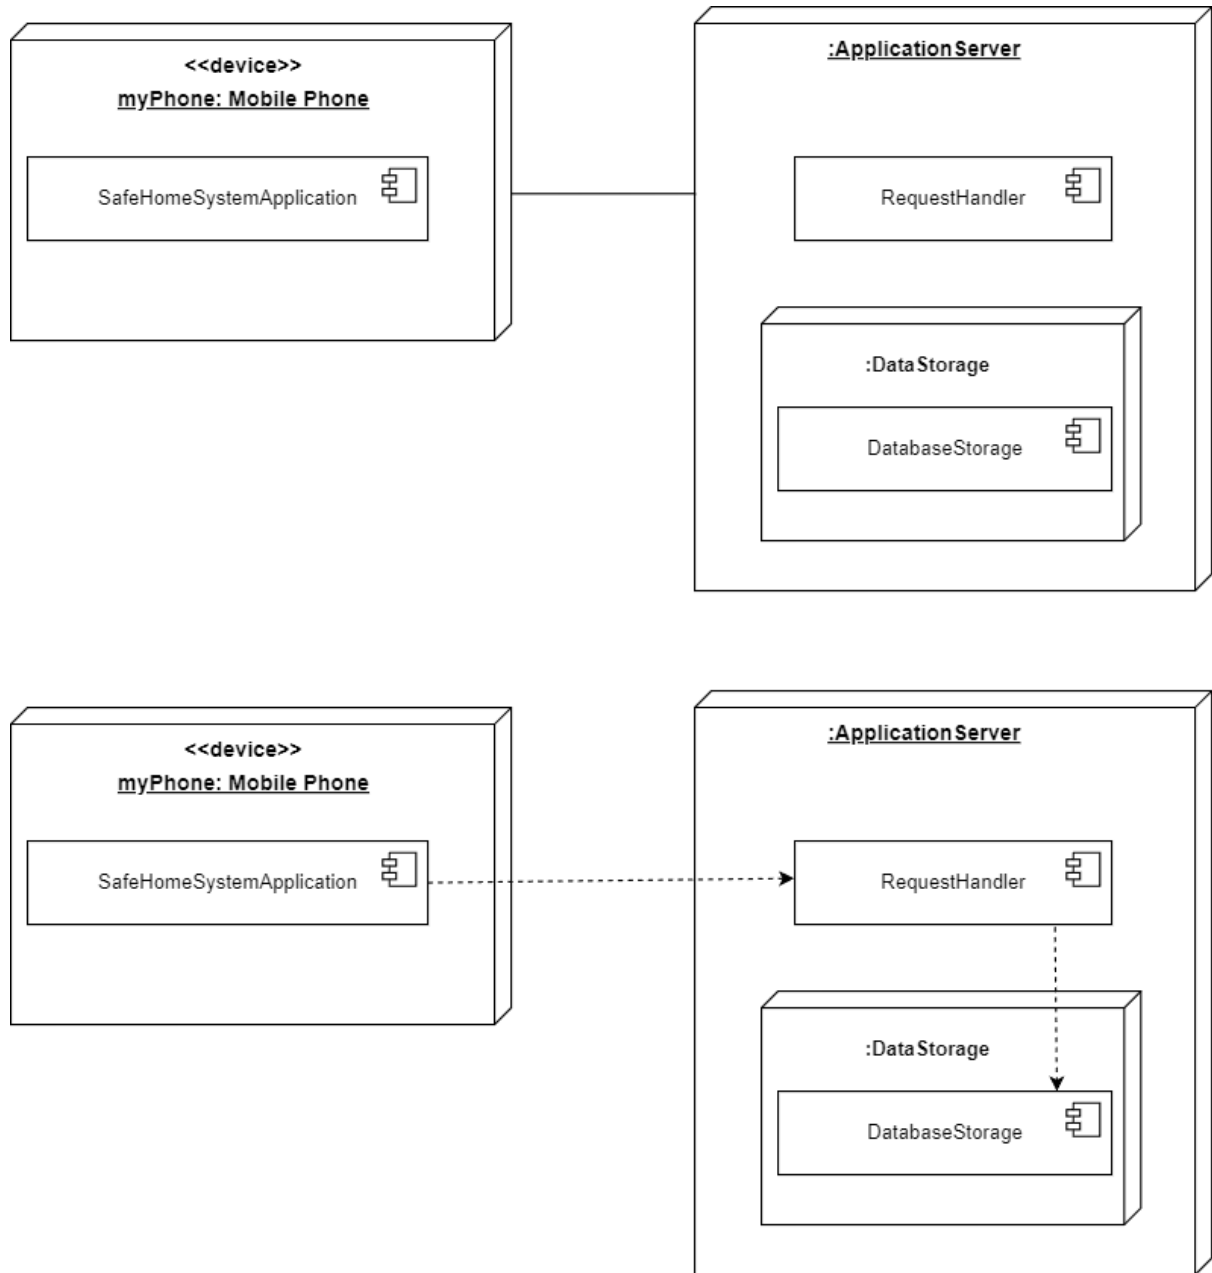 <<device>>
myPhone: Mobile Phone
SafeHomeSystemApplication
:ApplicationServer
RequestHandler
:DataStorage
DatabaseStorage
<<device>>
myPhone: Mobile Phone
SafeHomeSystemApplication
:ApplicationServer
RequestHandler
:DataStorage
DatabaseStorage